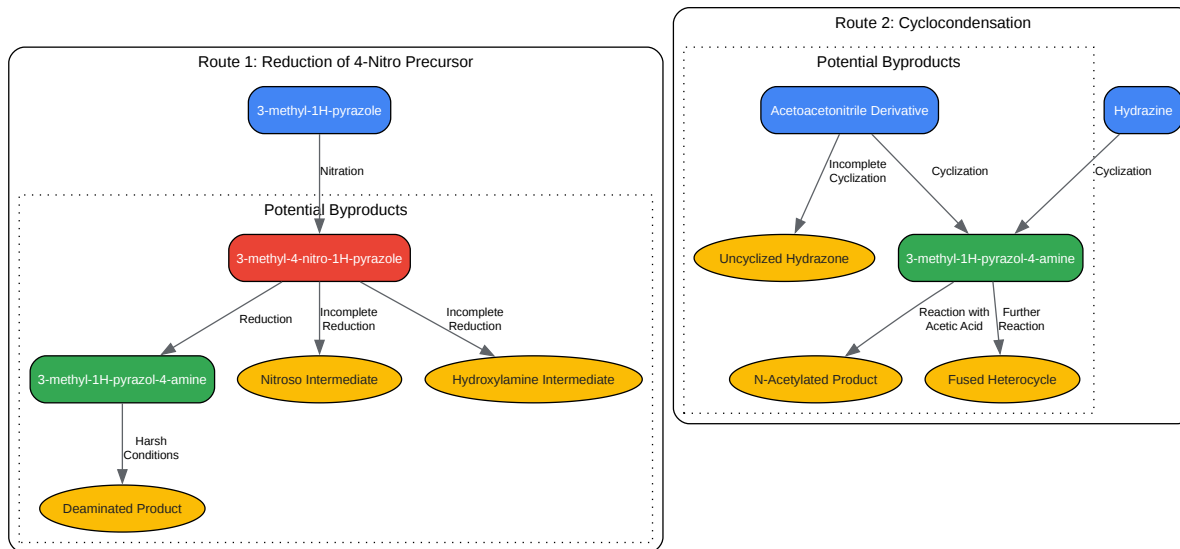 Route 1: Reduction of 4-Nitro Precursor
3-methyl-1H-pyrazole
Nitration
Potential Byproducts
3-methyl-4-nitro-1H-pyrazole
Reduction
Incomplete
Reduction
Incomplete
Reduction
3-methyl-1H-pyrazol-4-amine
Nitroso Intermediate
Hydroxylamine Intermediate
Harsh
Conditions
Deaminated Product
Route 2: Cyclocondensation
Potential Byproducts
Acetoacetonitrile Derivative
Hydrazine
Incomplete
Cyclization
Cyclization
Cyclization
Uncyclized Hydrazone
3-methyl-1H-pyrazol-4-amine
Reaction with
Acetic Acid
Further
Reaction
N-Acetylated Product
Fused Heterocycle